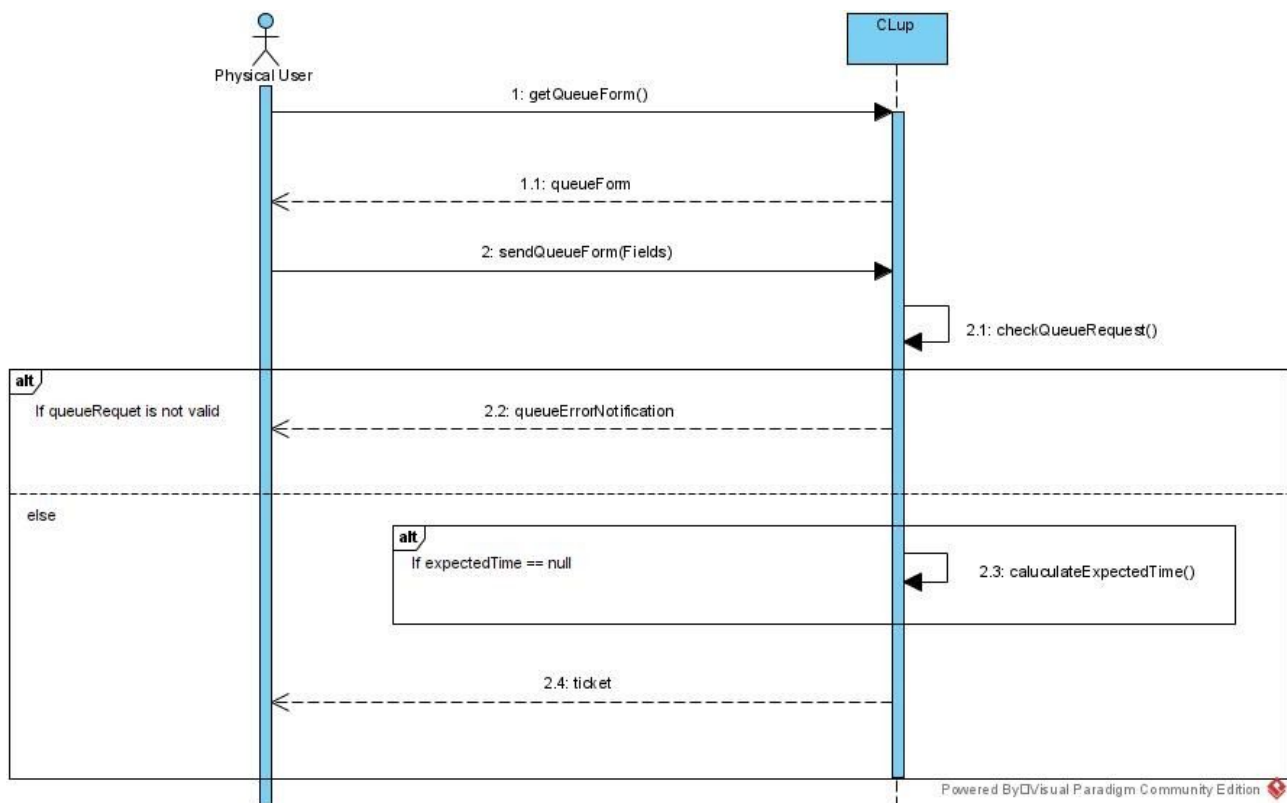 CLup
Physical User
1: getQueueForm()
1.1: queueForm
2: sendQueueForm(Fields)
2.1: checkQueueRequest()
alt
If queueRequet is not valid
2.2: queueErrorNotification
else
alt
If expectedTime == null
2.3: caluculateExpectedTime()
2.4: ticket
Powered By□Visual Paradigm Community Edition